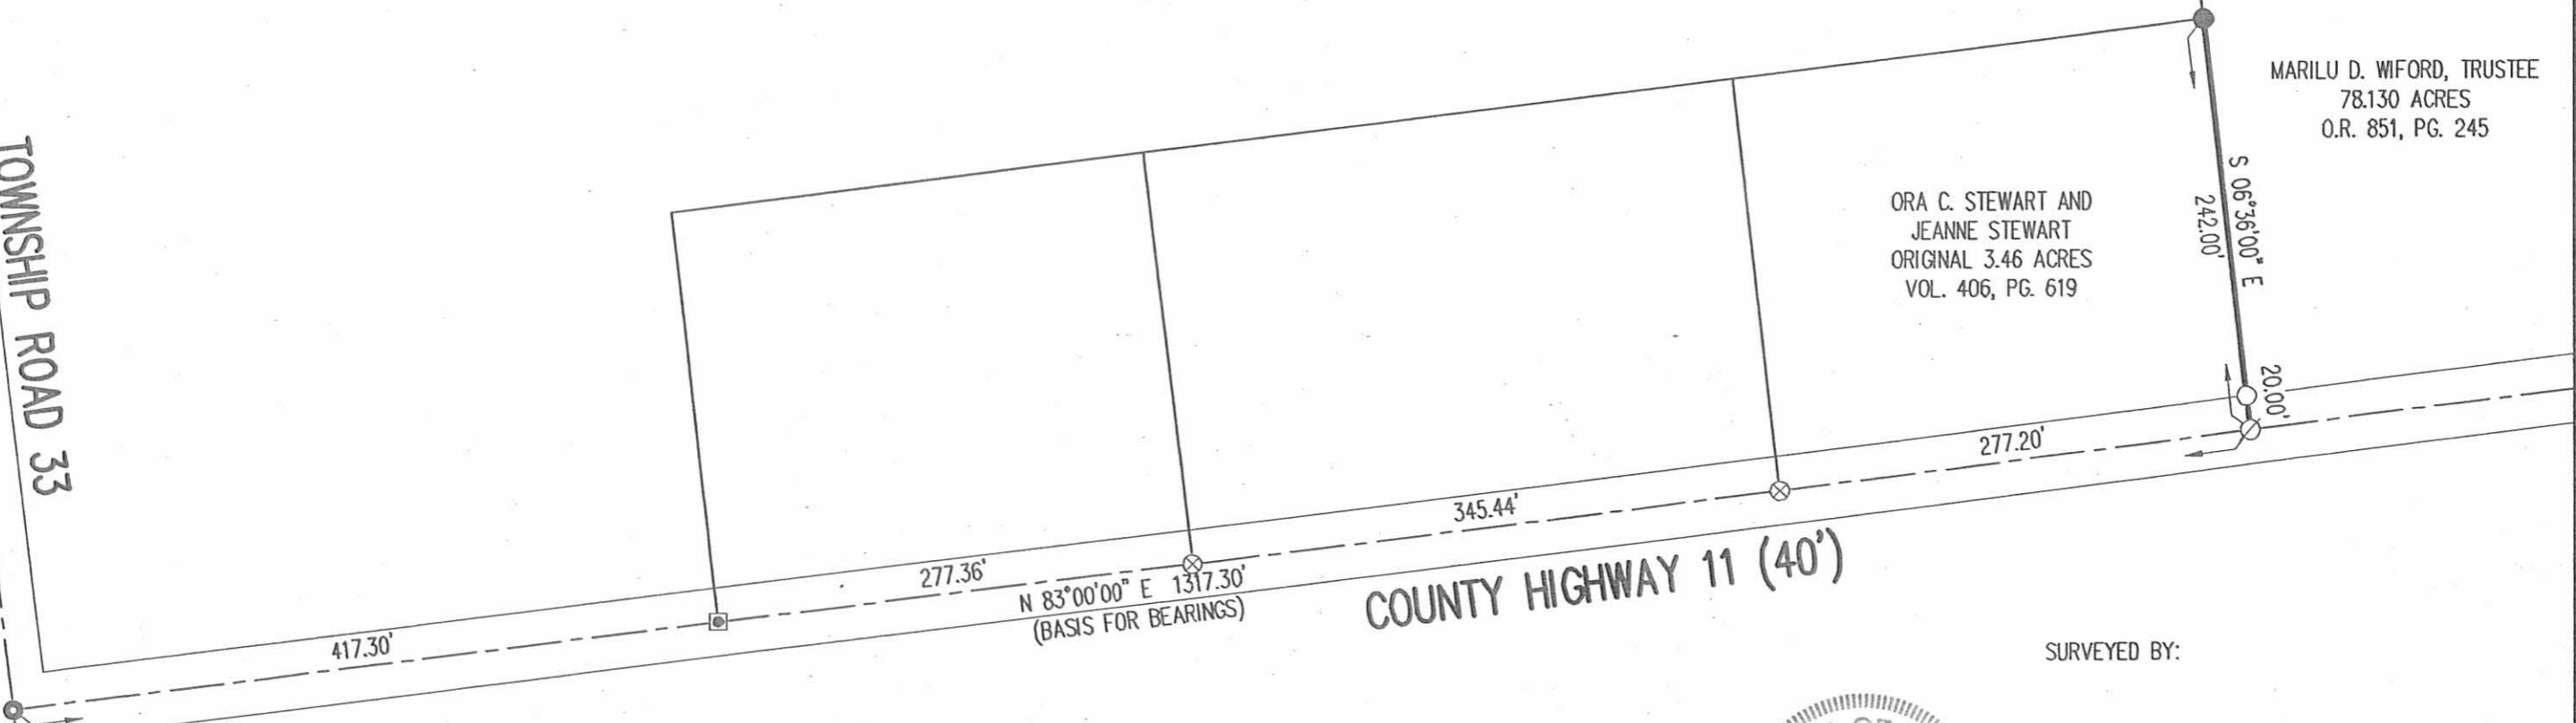 MARILU D. WIFORD, TRUSTEE
78.130 ACRES
O.R. 851, PG. 245
TOWNSHIP ROAD 33
S 06°36'00" E
242.00'
ORA C. STEWART AND
JEANNE STEWART
ORIGINAL 3.46 ACRES
VOL. 406, PG. 619
20.00'
277.20'
345.44'
277.36'
N 83°00'00" E 1317.30'
(BASIS FOR BEARINGS)
COUNTY HIGHWAY 11 (40')
417.30'
SURVEYED BY: